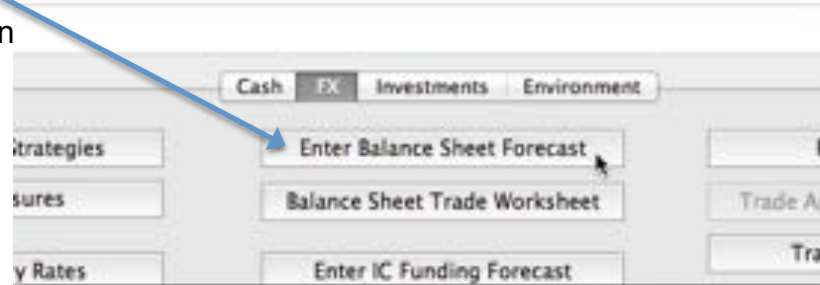 n
Cash FX Investments Environment
trategies Enter Balance Sheet Forecast
sures Balance Sheet Trade Worksheet Trade A
y Rates Enter IC Funding Forecast Tra